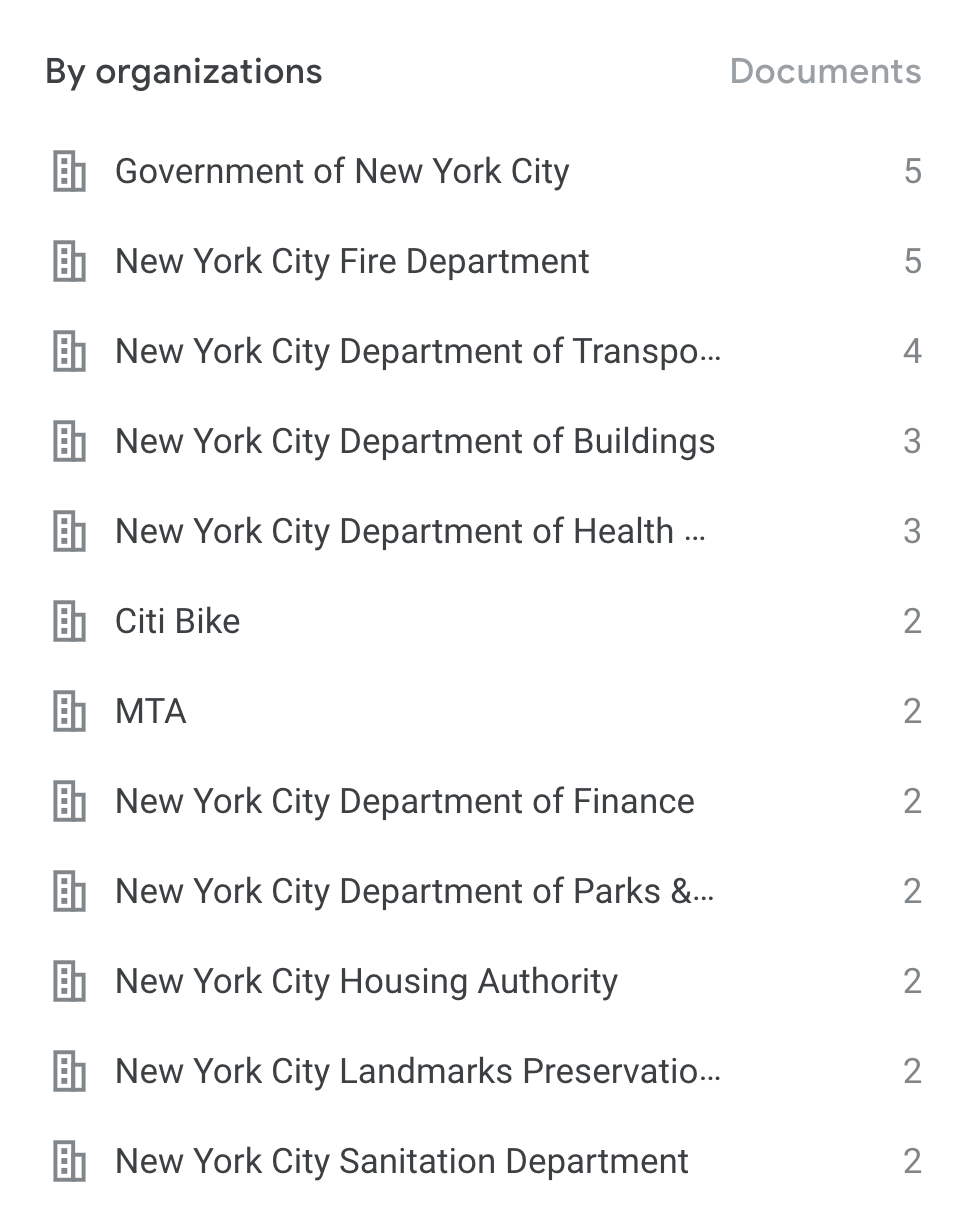 By organizations Documents
Government of New York City 5
New York City Fire Department 5
New York City Department of Transpo... 4
New York City Department of Buildings 3
New York City Department of Health ... 3
Citi Bike 2
MTA 2
New York City Department of Finance 2
New York City Department of Parks &... 2
New York City Housing Authority 2
New York City Landmarks Preservatio... 2
New York City Sanitation Department 2